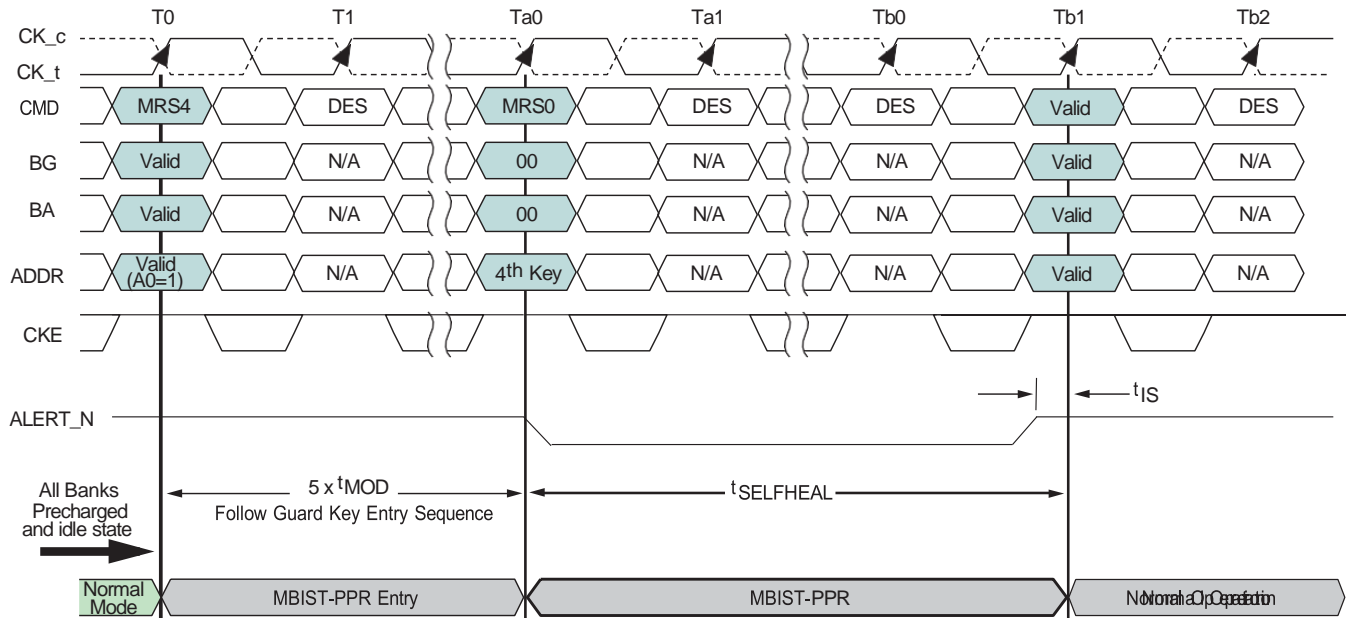 T0 T1 Ta0 Ta1 Tb0 Tb1 Tb2
CK_c
CK_t
CMD MRS4 DES MRS0 DES DES Valid DES
BG Valid N/A 00 N/A N/A Valid N/A
BA Valid N/A 00 N/A N/A Valid N/A
ADDR Valid (A0=1) N/A 4th Key N/A N/A Valid N/A
CKE
tIS
ALERT_N
All Banks
Precharged
and idle state
5 x tMOD
Follow Guard Key Entry Sequence
tSELFHEAL
Normal
Mode
MBIST-PPR Entry
MBIST-PPR